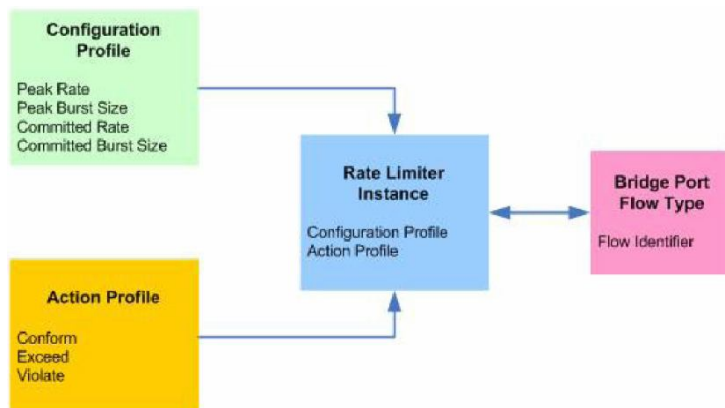 Configuration
Profile
Peak Rate
Peak Burst Size
Committed Rate
Committed Burst Size
Rate Limiter
Instance
Configuration Profile
Action Profile
Bridge Port
Flow Type
Flow Identifier
Action Profile
Conform
Exceed
Violate